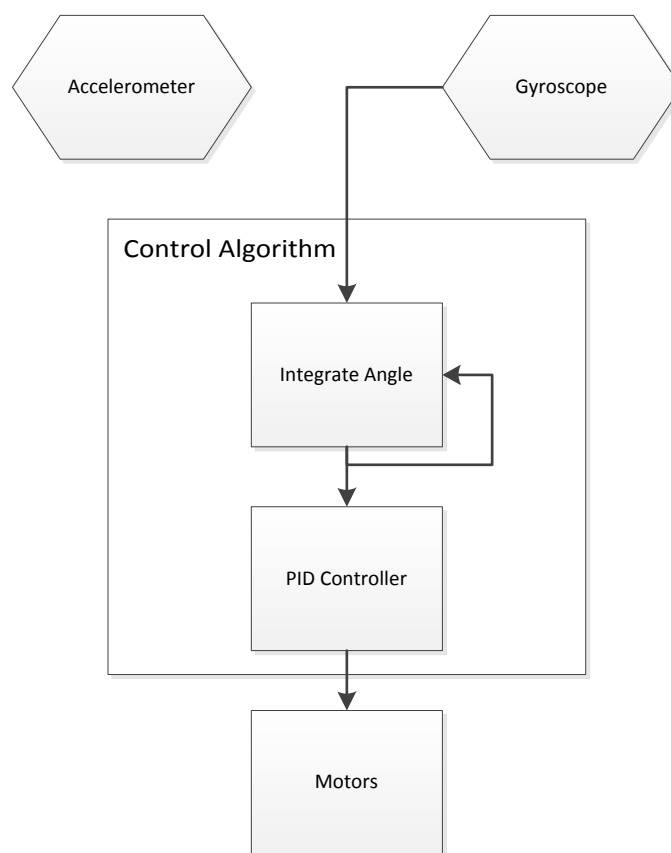 Accelerometer
Gyroscope
Control Algorithm
Integrate Angle
PID Controller
Motors